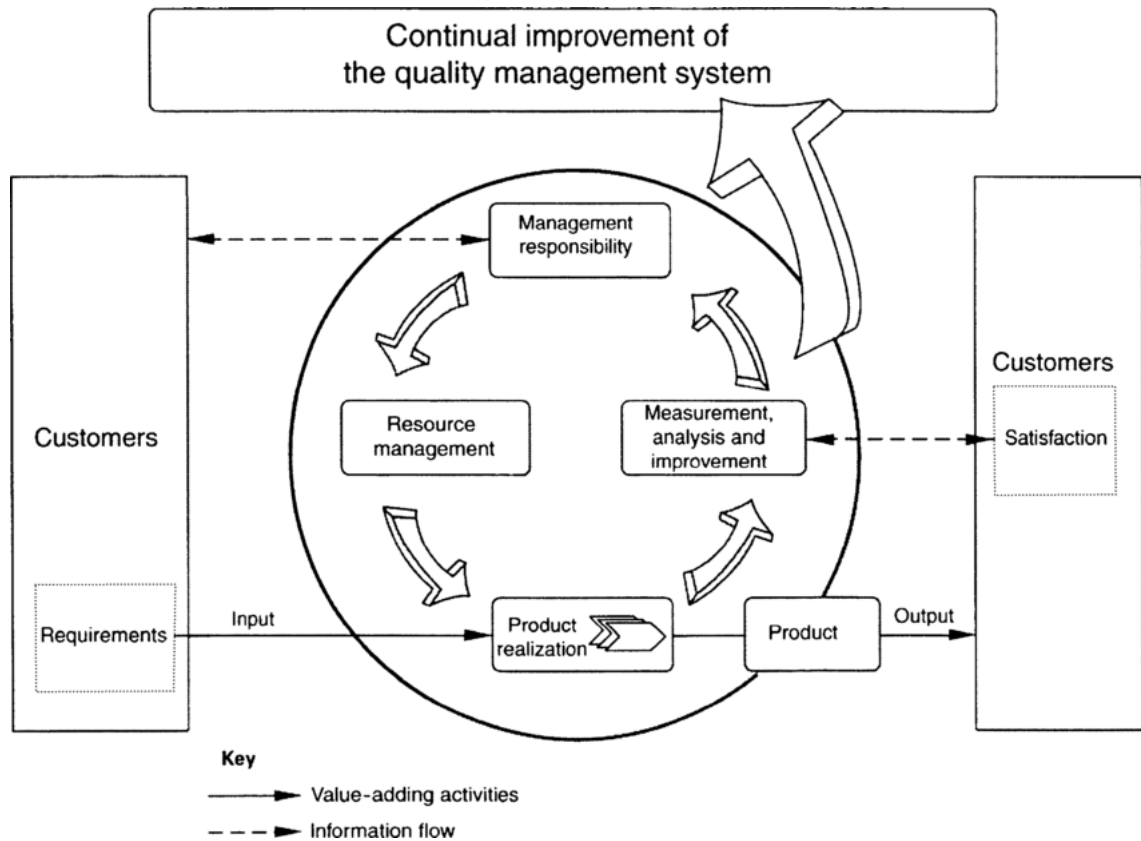 Continual improvement of
the quality management system
Management
responsibility
Customers
Resource
management
Measurement,
analysis and
improvement
Customers
Satisfaction
Requirements
Input
Product
realization
Product
Output
Key
Value-adding activities
Information flow